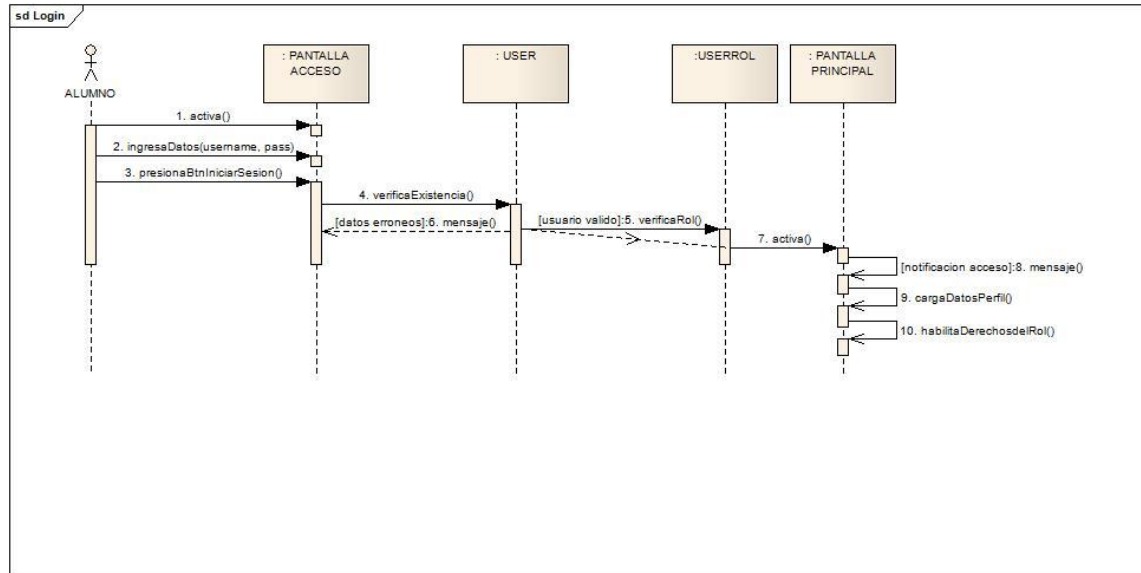 sd Login
ALUMNO
: PANTALLA
ACCESO
: USER
:USERROL
: PANTALLA
PRINCIPAL
1. activa()
2. ingresaDatos(username, pass)
3. presionaBtnIniciarSesion()
4. verificaExistencia()
[datos erroneos]:6. mensaje()
[usuario valido]:5. verificaRol()
7. activa()
[notificacion acceso]:8. mensaje()
9. cargaDatosPerfil()
10. habilitaDerechosdelRol()